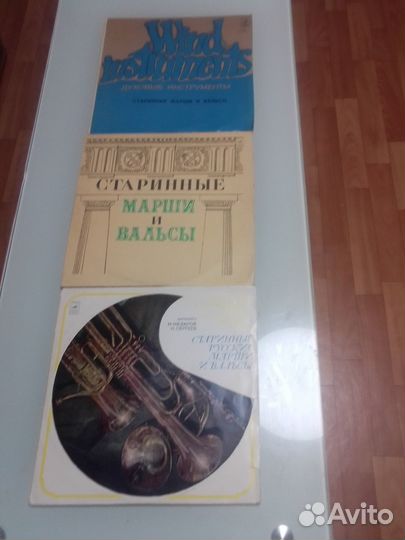 Wind
instruments
ДУХОВЫЕ ИНСТРУМЕНТЫ
СТАРИННЫЕ МАРШИ И ВАЛЬСЫ
СТАРИННЫЕ
МАРШИ
И
ВАЛЬСЫ
СТАРИННЫЕ
РУССКИЕ
МАРШИ
И ВАЛЬСЫ
Avito